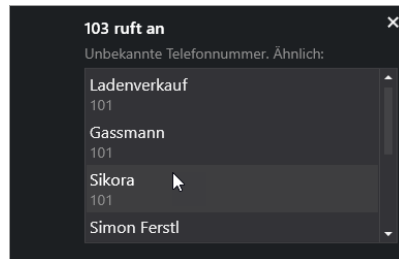 103 ruft an
Unbekannte Telefonnummer. Ähnlich:
Ladenverkauf
101
Gassmann
101
Sikora
101
Simon Ferstl